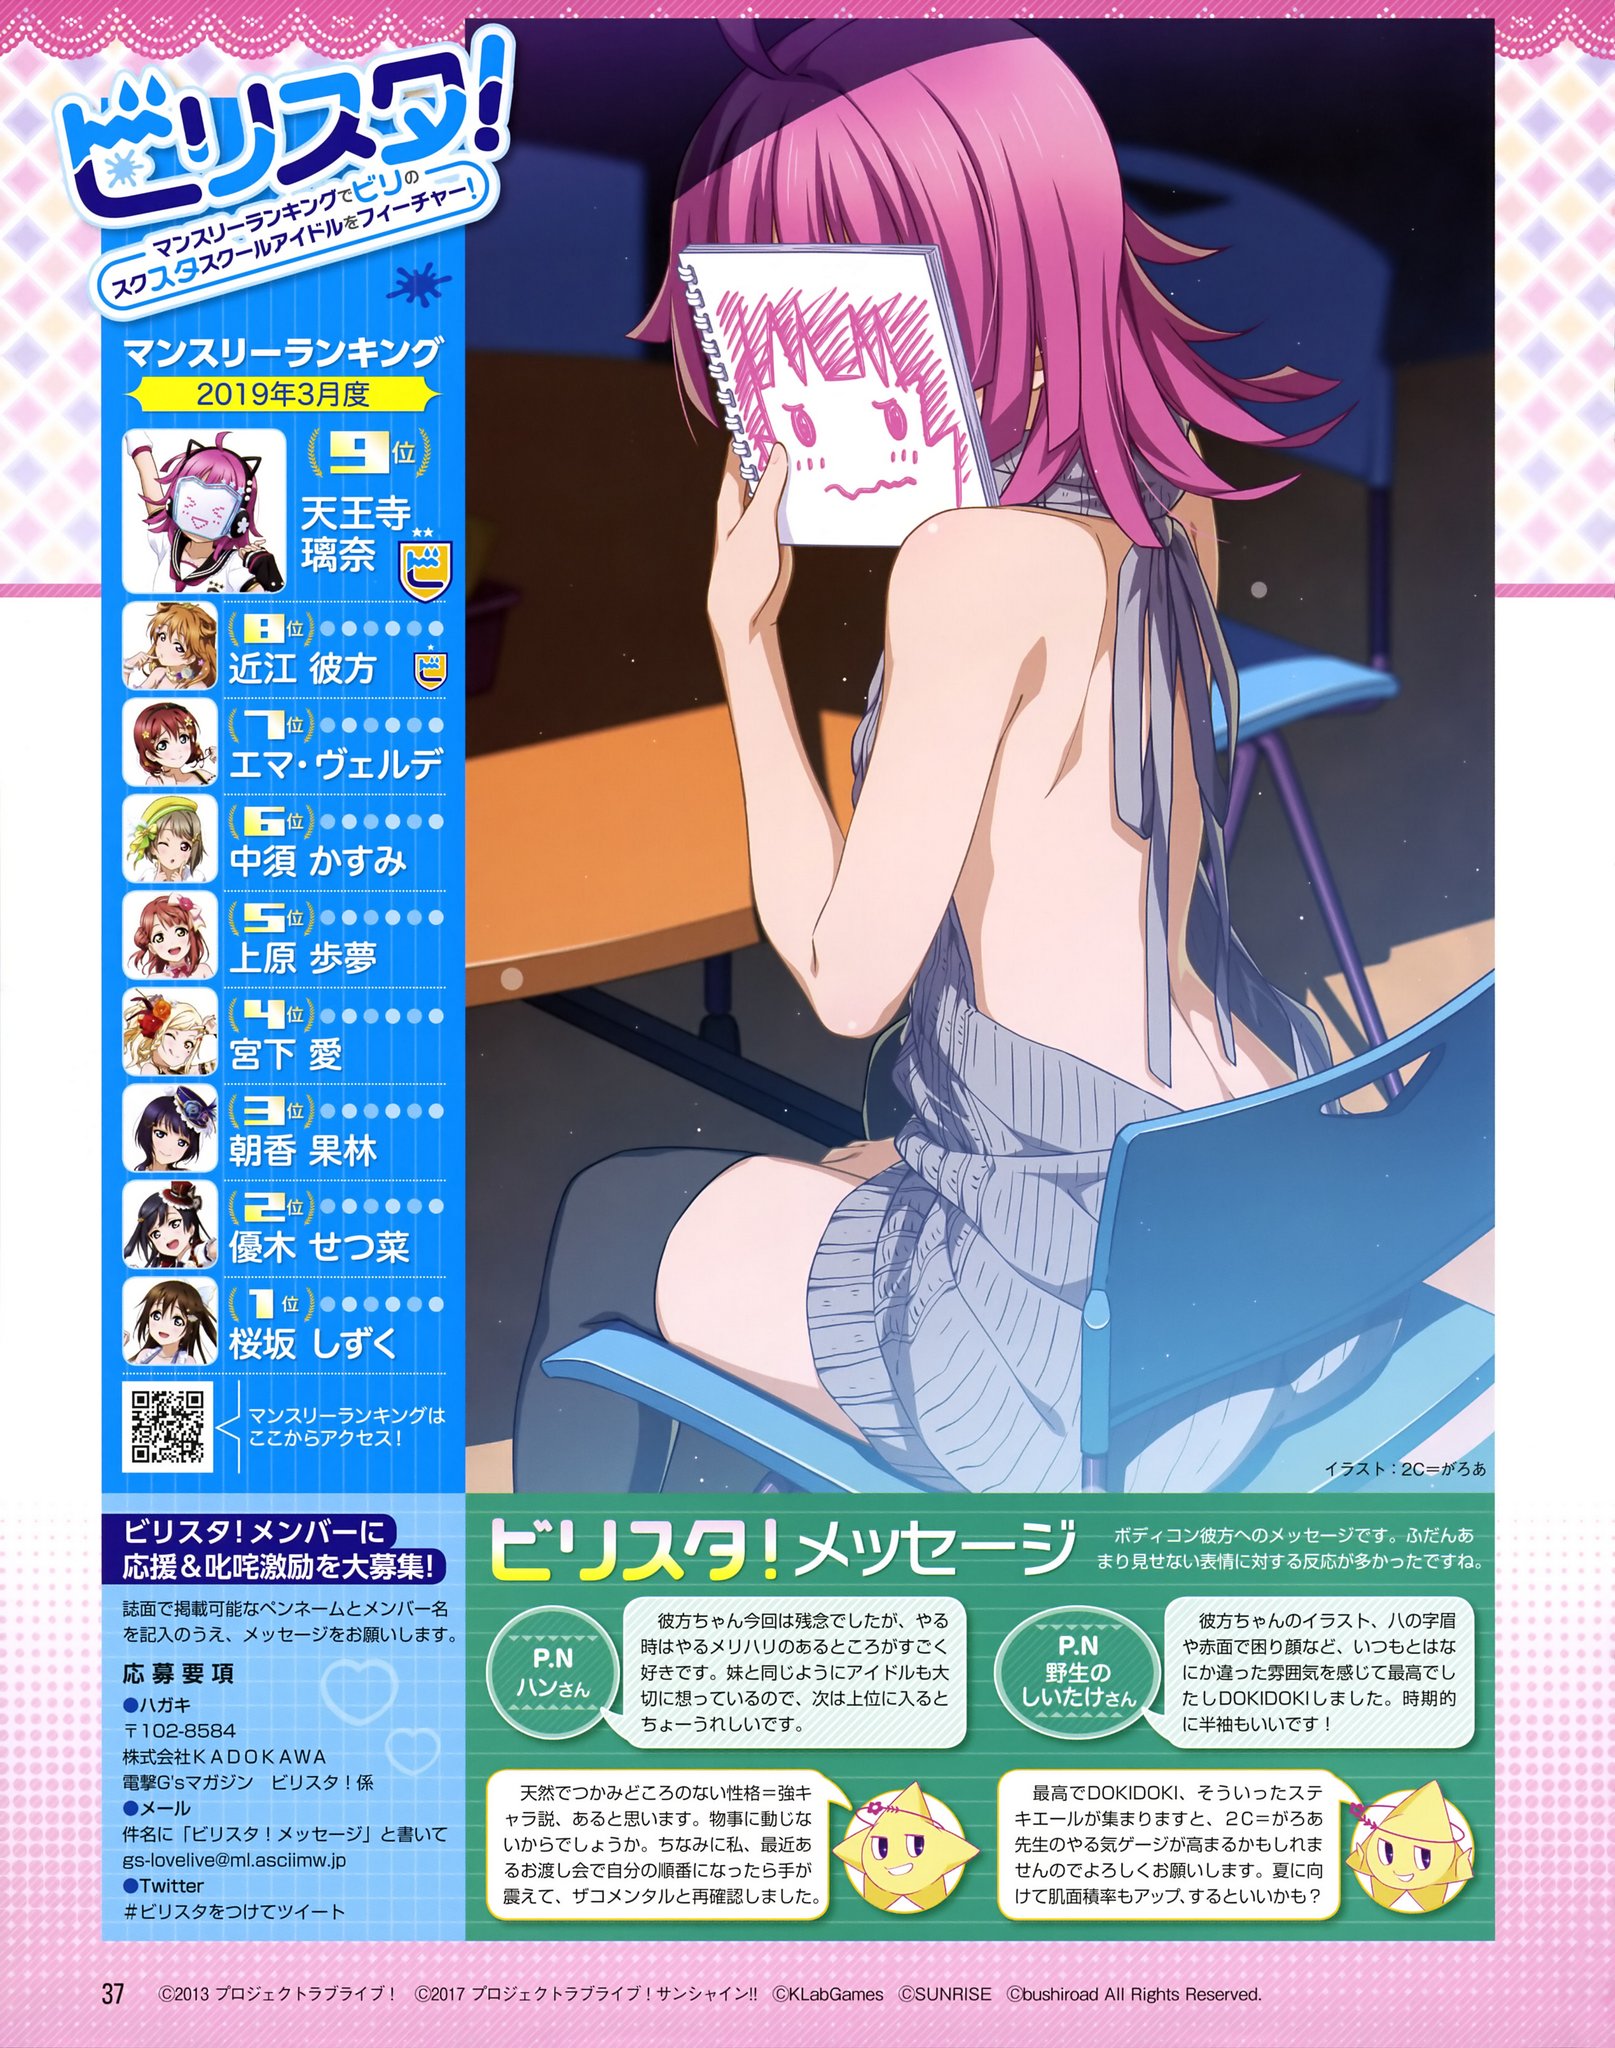 ビリスタ!
マンスリーランキングでビリの
スクスタスクールアイドルをフィーチャー!
マンスリーランキング
2019年3月度
9位
天王寺
璃奈
8位
近江 彼方
7位
エマ・ヴェルデ
6位
中須 かすみ
5位
上原 歩夢
4位
宮下 愛
3位
朝香 果林
2位
優木 せつ菜
1位
桜坂 しずく
マンスリーランキングは
ここからアクセス!
イラスト:2C=がろあ
ビリスタ!メンバーに
応援&叱咤激励を大募集!
誌面で掲載可能なペンネームとメンバー名
を記入のうえ、メッセージをお願いします。
応募要項
●ハガキ
〒102-8584
株式会社KADOKAWA
電撃G'sマガジン ビリスタ!係
●メール
件名に「ビリスタ!メッセージ」と書いて
gs-lovelive@ml.asciimw.jp
●Twitter
#ビリスタをつけてツイート
ビリスタ!メッセージ
ボディコン彼方へのメッセージです。ふだんあ
まり見せない表情に対する反応が多かったですね。
P.N
ハンさん
彼方ちゃん今回は残念でしたが、やる
時はやるメリハリのあるところがすごく
好きです。妹と同じようにアイドルも大
切に想っているので、次は上位に入ると
ちょーうれしいです。
P.N
野生の
しいたけさん
彼方ちゃんのイラスト、八の字眉
や赤面で困り顔など、いつもとはな
にか違った雰囲気を感じて最高でし
たしDOKIDOKIしました。時期的
に半袖もいいです!
天然でつかみどころのない性格=強キ
ャラ説、あると思います。物事に動じな
いからでしょうか。ちなみに私、最近あ
るお渡し会で自分の順番になったら手が
震えて、ザコメンタルと再確認しました。
最高でDOKIDOKI、そういったステ
キエールが集まりますと、2C=がろあ
先生のやる気ゲージが高まるかもしれま
せんのでよろしくお願いします。夏に向
けて肌面積率もアップ、するといいかも?
37 ©2013 プロジェクトラブライブ! ©2017 プロジェクトラブライブ!サンシャイン!! ©KLabGames ©SUNRISE ©bushiroad All Rights Reserved.